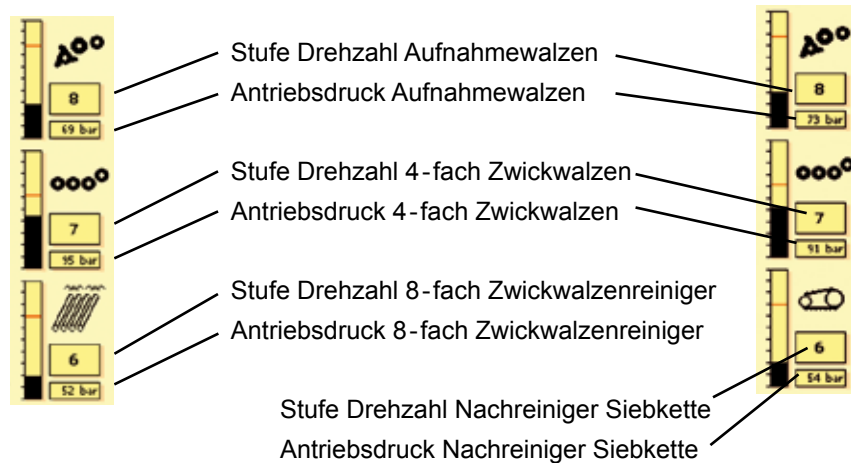 Stufe Drehzahl Aufnahmewalzen
8
8
Antriebsdruck Aufnahmewalzen
69 bar
73 bar
Stufe Drehzahl 4-fach Zwickwalzen
7
7
Antriebsdruck 4-fach Zwickwalzen
95 bar
91 bar
Stufe Drehzahl 8-fach Zwickwalzenreiniger
6
6
Antriebsdruck 8-fach Zwickwalzenreiniger
52 bar
54 bar
Stufe Drehzahl Nachreiniger Siebkette
Antriebsdruck Nachreiniger Siebkette